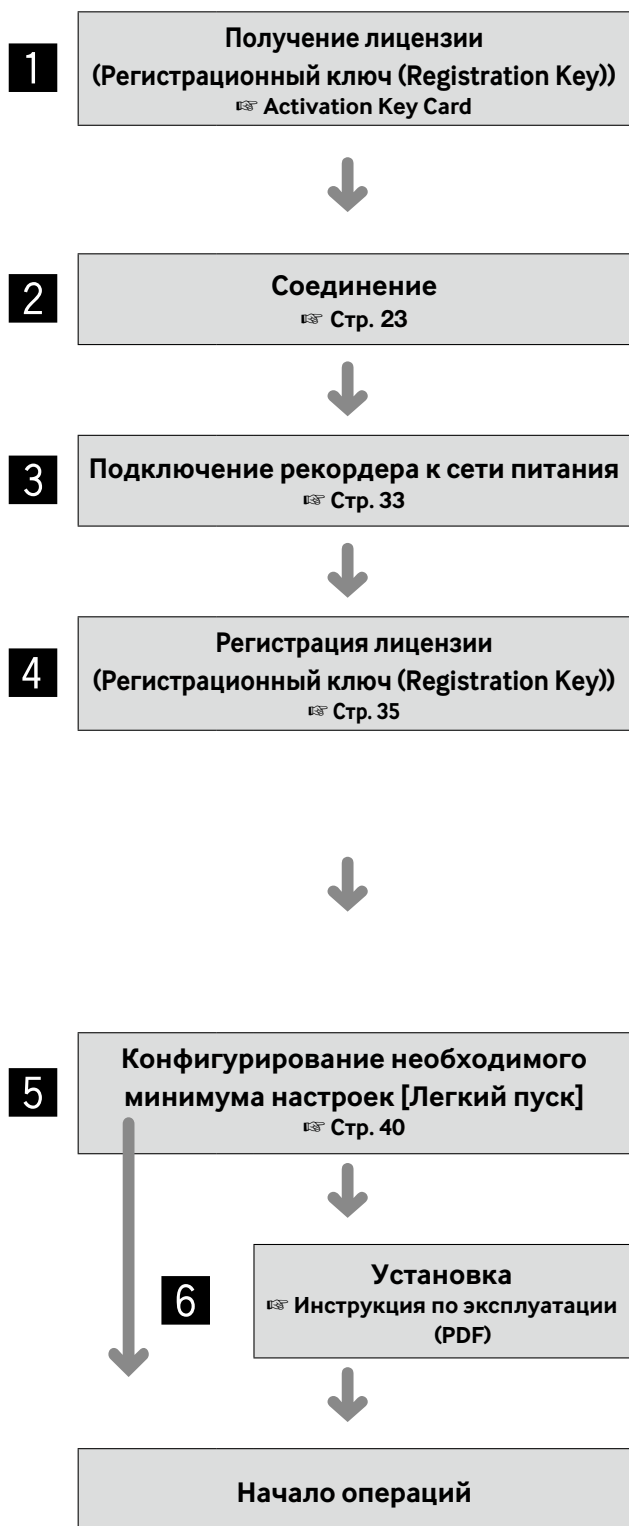 1
Получение лицензии
(Регистрационный ключ (Registration Key))
☞ Activation Key Card
2
Соединение
☞ Стр. 23
3
Подключение рекордера к сети питания
☞ Стр. 33
4
Регистрация лицензии
(Регистрационный ключ (Registration Key))
☞ Стр. 35
5
Конфигурирование необходимого
минимума настроек [Легкий пуск]
☞ Стр. 40
6
Установка
☞ Инструкция по эксплуатации
(PDF)
Начало операций